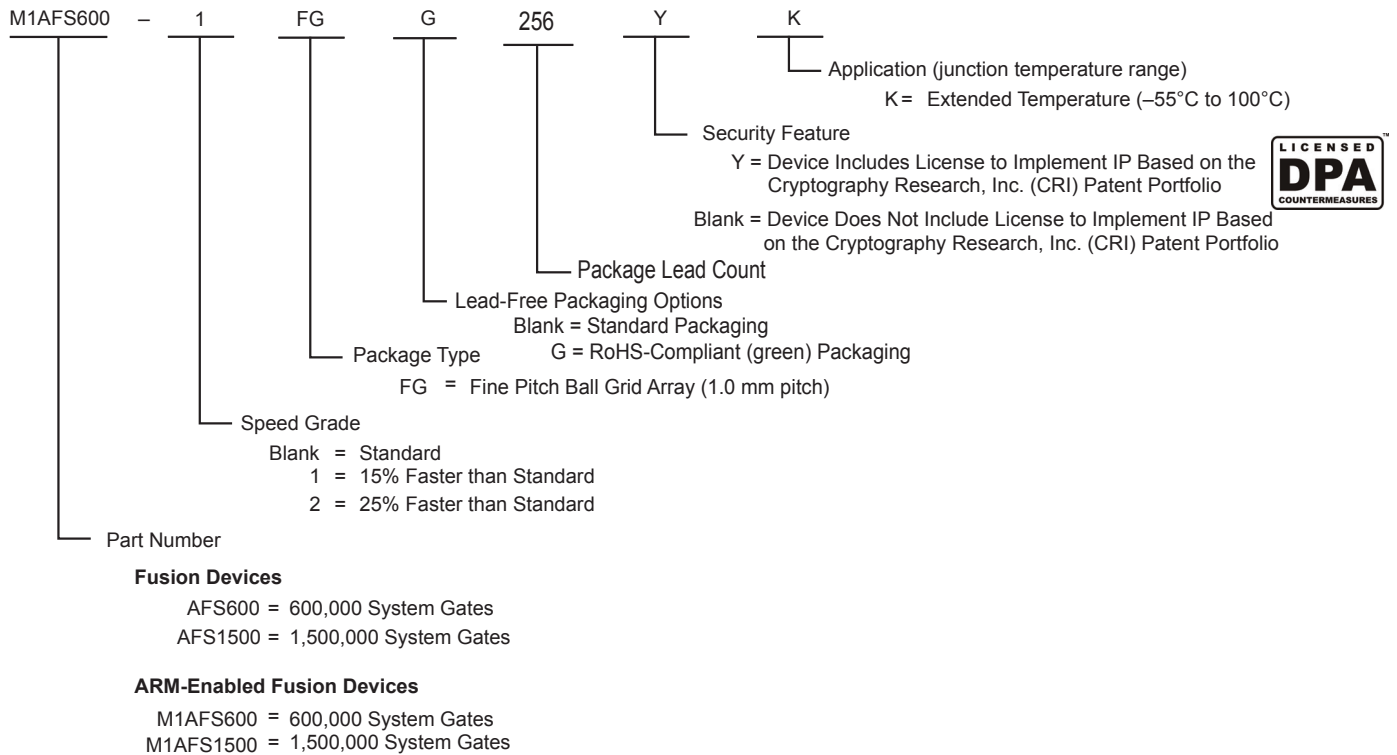 M1AFS600 – 1 FG G 256 Y K
Application (junction temperature range)
K = Extended Temperature (–55°C to 100°C)
Security Feature
Y = Device Includes License to Implement IP Based on the
Cryptography Research, Inc. (CRI) Patent Portfolio
LICENSED
DPA
COUNTERMEASURES
™
Blank = Device Does Not Include License to Implement IP Based
on the Cryptography Research, Inc. (CRI) Patent Portfolio
Package Lead Count
Lead-Free Packaging Options
Blank = Standard Packaging
G = RoHS-Compliant (green) Packaging
Package Type
FG = Fine Pitch Ball Grid Array (1.0 mm pitch)
Speed Grade
Blank = Standard
1 = 15% Faster than Standard
2 = 25% Faster than Standard
Part Number
Fusion Devices
AFS600 = 600,000 System Gates
AFS1500 = 1,500,000 System Gates
ARM-Enabled Fusion Devices
M1AFS600 = 600,000 System Gates
M1AFS1500 = 1,500,000 System Gates